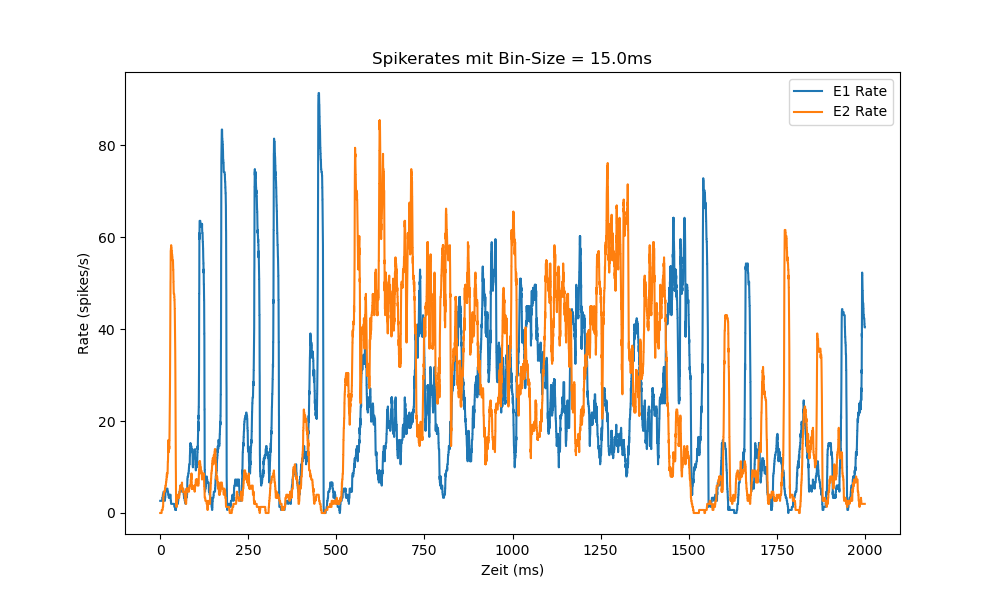 Spikerates mit Bin-Size = 15.0ms
E1 Rate
E2 Rate
Rate (spikes/s)
80
60
40
20
0
0 250 500 750 1000 1250 1500 1750 2000
Zeit (ms)